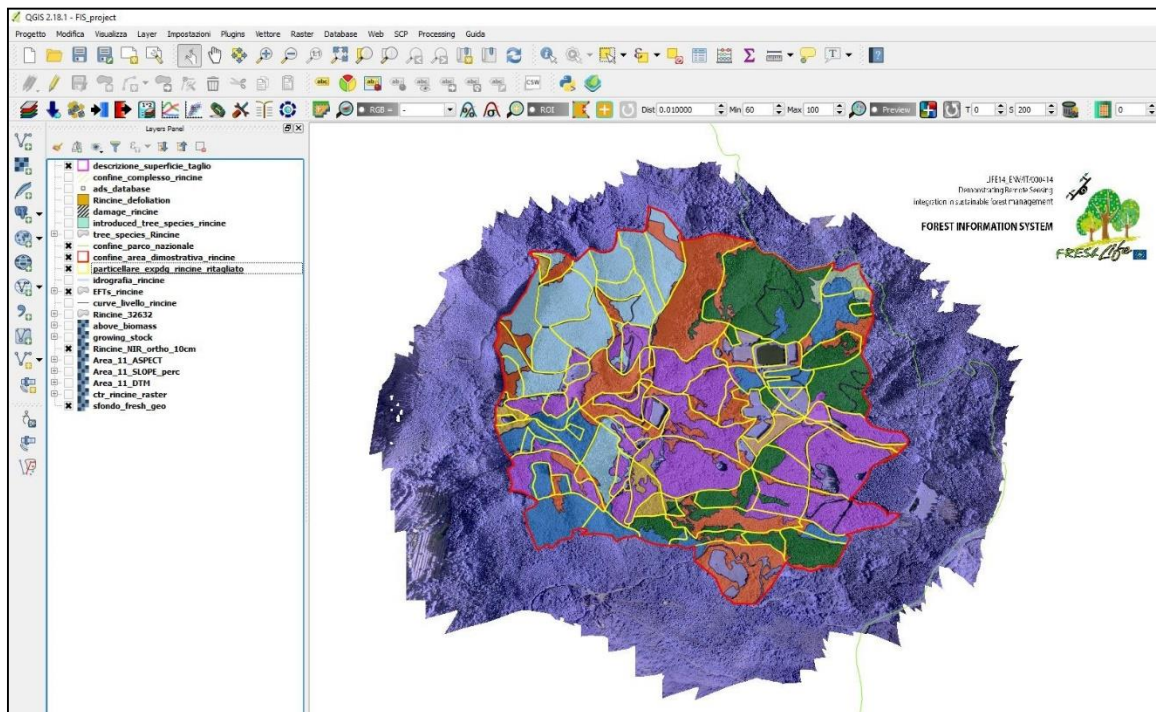 QGIS 2.18.1 - FIS_project
Progetto Modifica Visualizza Layer Impostazioni Plugins Vettore Raster Database Web SCP Processing Guida
CSW
RGB = -
ROI
Dist 0.010000 Min 60 Max 100 Preview T 0 S 200 0
Layers Panel
descrizione_superficie_taglio
confine_complesso_rincine
ads_database
Rincine_defoliation
damage_rincine
introduced_tree_species_rincine
tree_species_Rincine
confine_parco_nazionale
confine_area_dimostrativa_rincine
particellare_expdg_rincine_ritagliato
idrografia_rincine
EFTs_rincine
curve_livello_rincine
Rincine_32632
above_biomass
growing_stock
Rincine_NIR_ortho_10cm
Area_11_ASPECT
Area_11_SLOPE_perc
Area_11_DTM
ctr_rincine_raster
sfondo_fresh_geo
Demonstrating Remote Sensing
integration in sustainable forest management
FOREST INFORMATION SYSTEM
FRESh Life